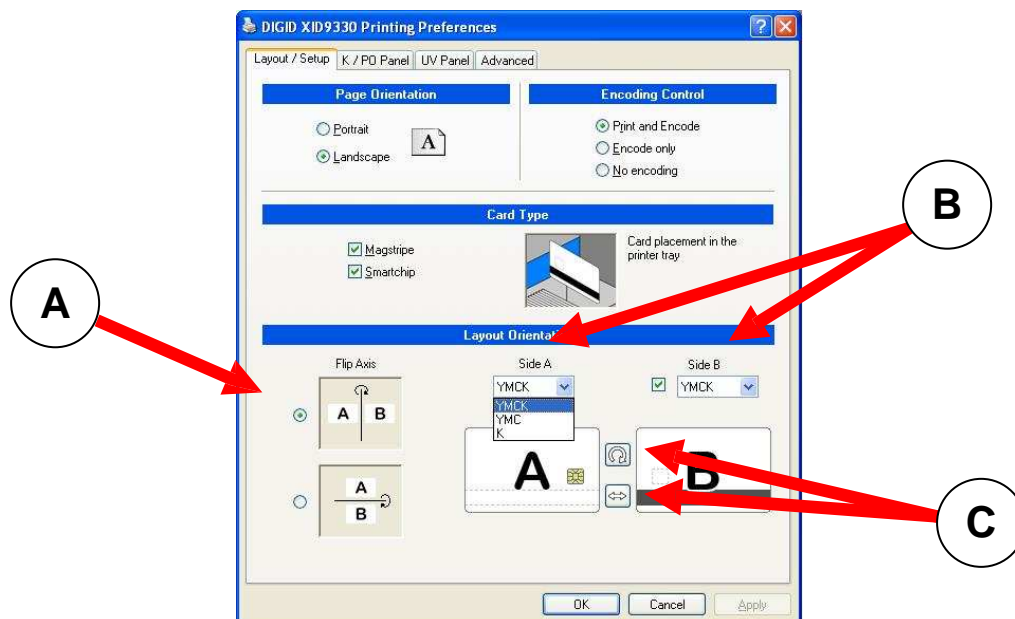 DIGID XID9330 Printing Preferences
Layout / Setup K / PO Panel UV Panel Advanced
Page Orientation
Encoding Control
Portrait
Landscape
A
Print and Encode
Encode only
No encoding
B
Card Type
Magstripe
Smartchip
Card placement in the
printer tray
A
Layout
Flip Axis
Side A
Side B
YMCK
YMCK
YMCK
YMC
K
A B
A
B
A
B
C
OK Cancel Apply